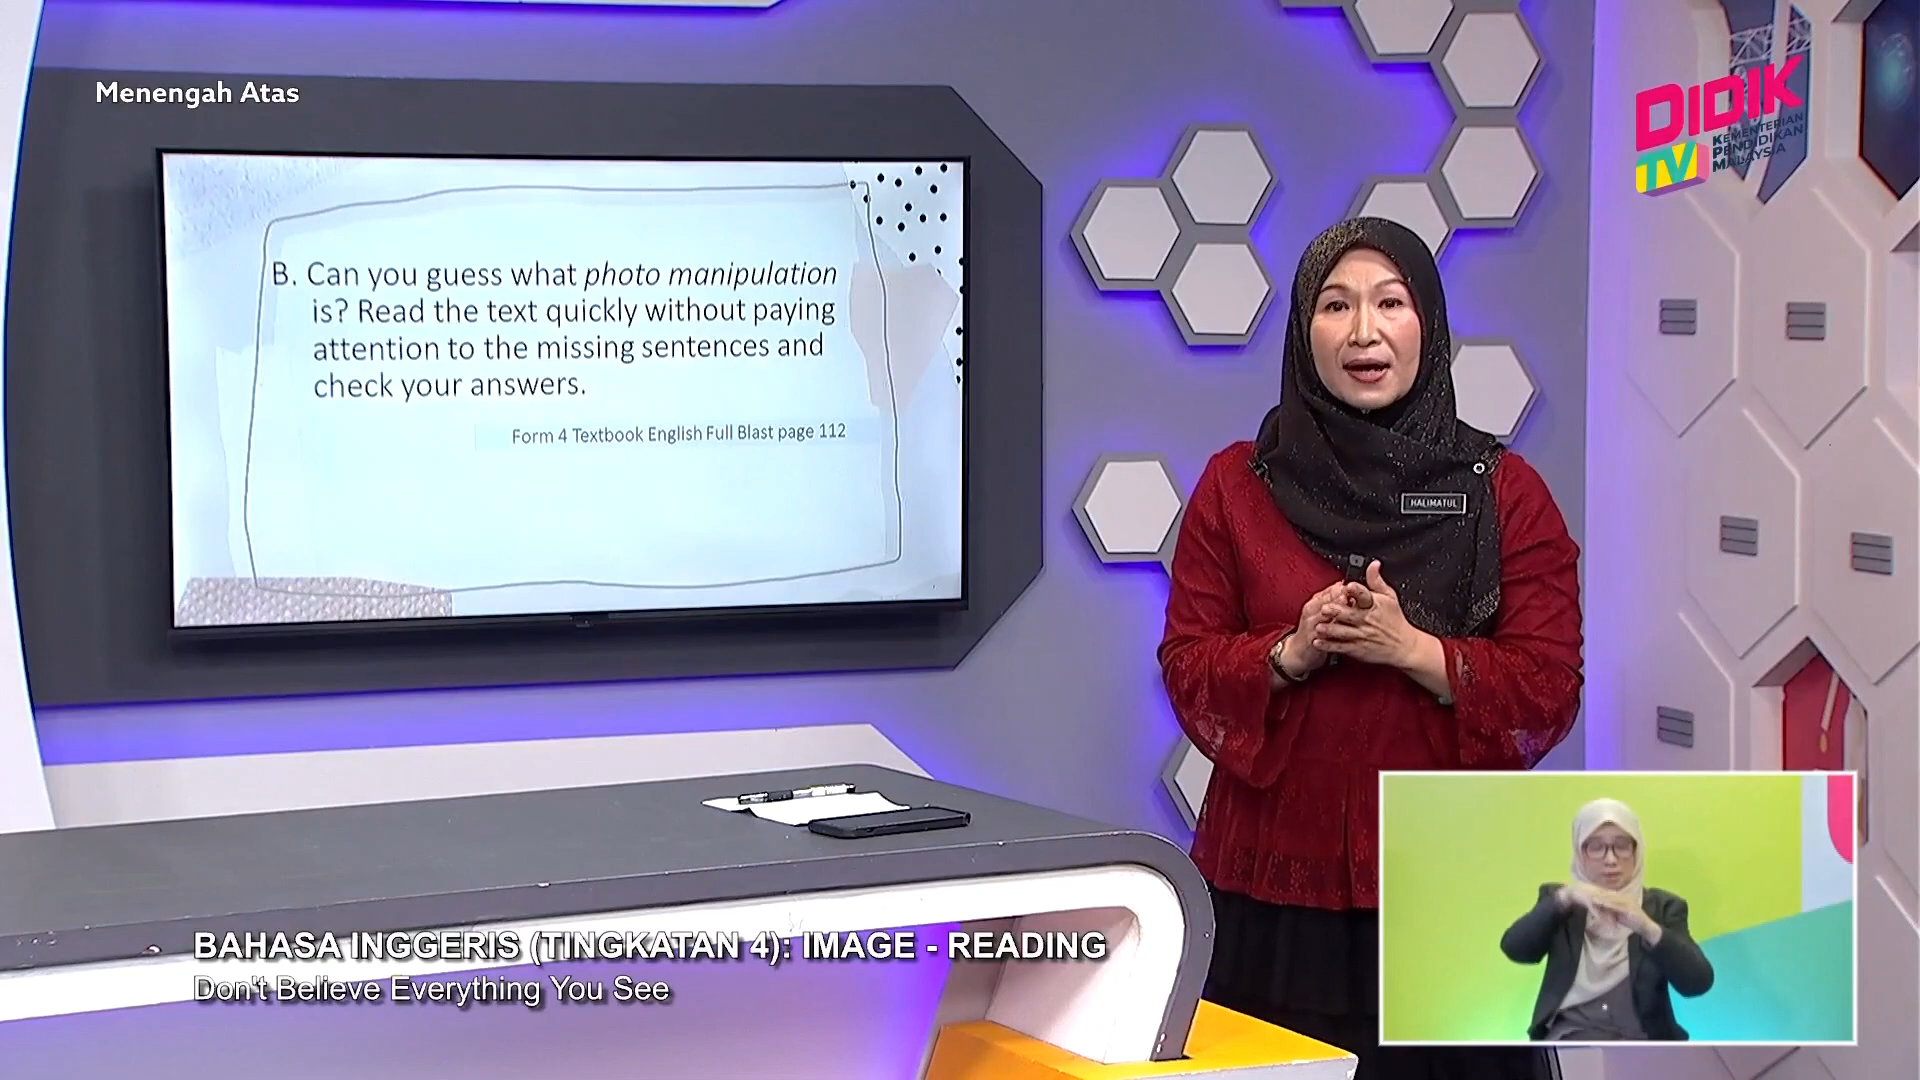 Menengah Atas
DIDIK
TV
KEMENTERIAN
PENDIDIKAN
MALAYSIA
B. Can you guess what photo manipulation
is? Read the text quickly without paying
attention to the missing sentences and
check your answers.
Form 4 Textbook English Full Blast page 112
HALIMATUL
BAHASA INGGERIS (TINGKATAN 4): IMAGE - READING
Don't Believe Everything You See